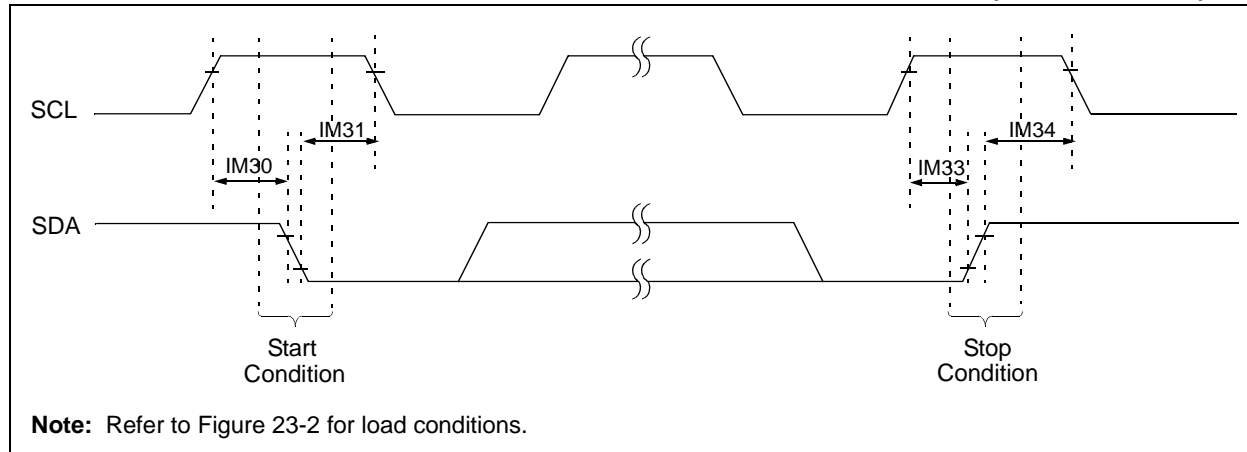 SCL
IM31
IM34
IM30
IM33
SDA
Start
Condition
Stop
Condition
Note: Refer to Figure 23-2 for load conditions.